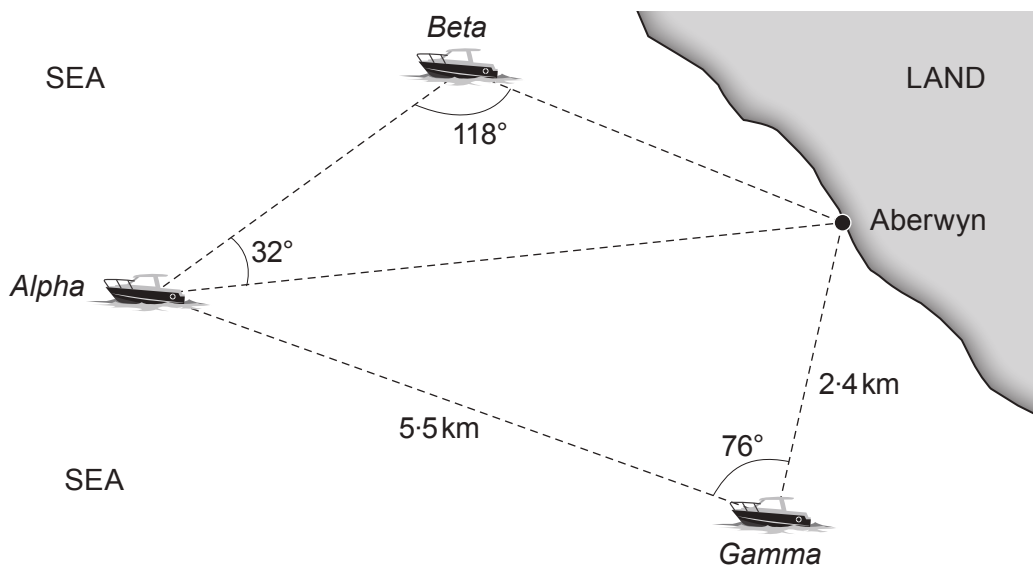 Beta
SEA
LAND
118°
Aberwyn
32°
Alpha
2·4 km
5·5 km
76°
SEA
Gamma